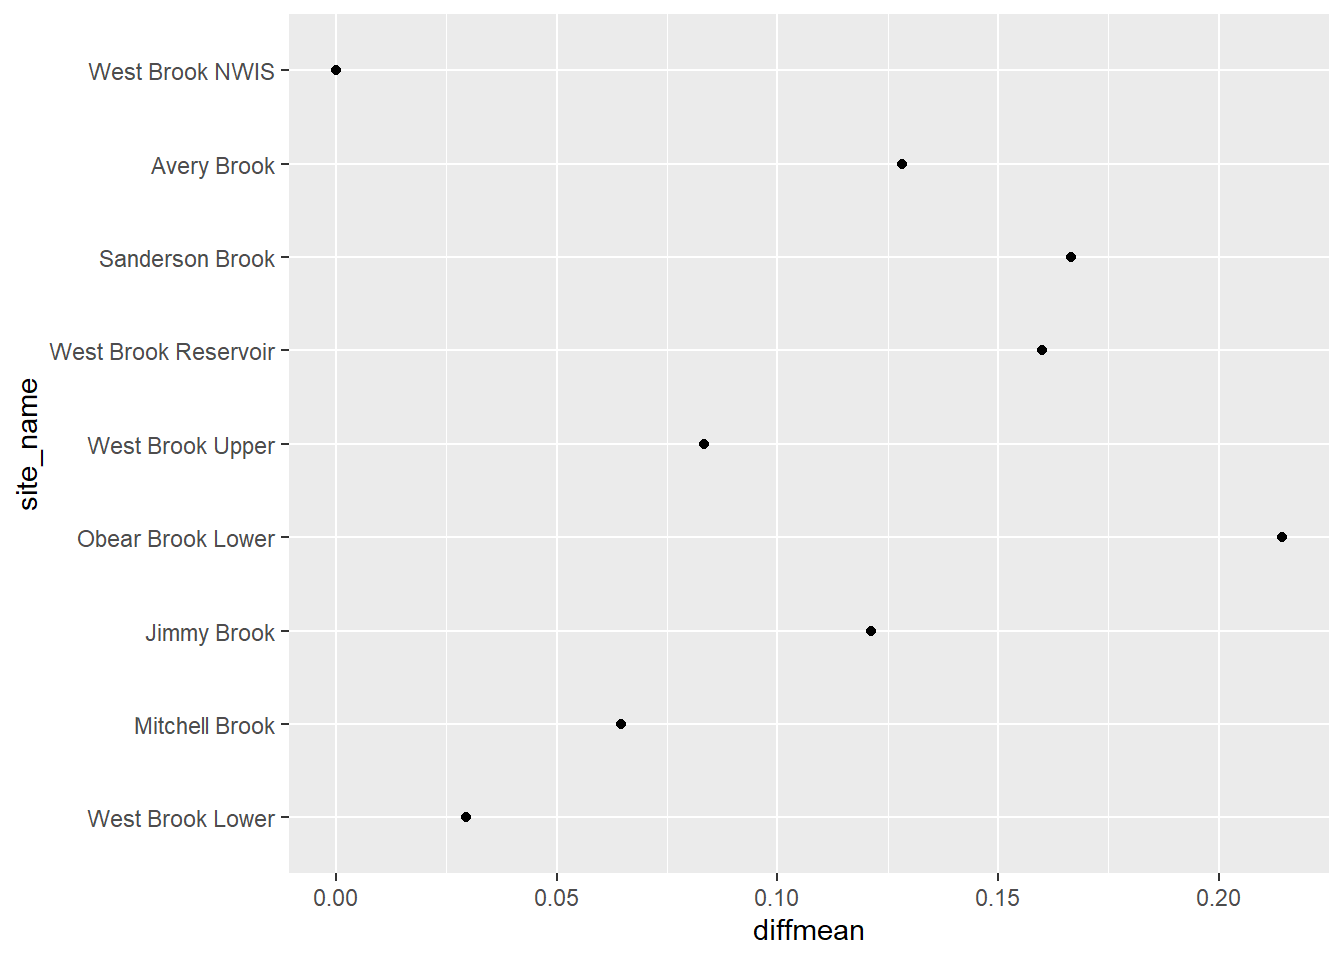 West Brook NWIS
Avery Brook
Sanderson Brook
West Brook Reservoir
West Brook Upper
Obear Brook Lower
Jimmy Brook
Mitchell Brook
West Brook Lower
site_name
0.00 0.05 0.10 0.15 0.20
diffmean